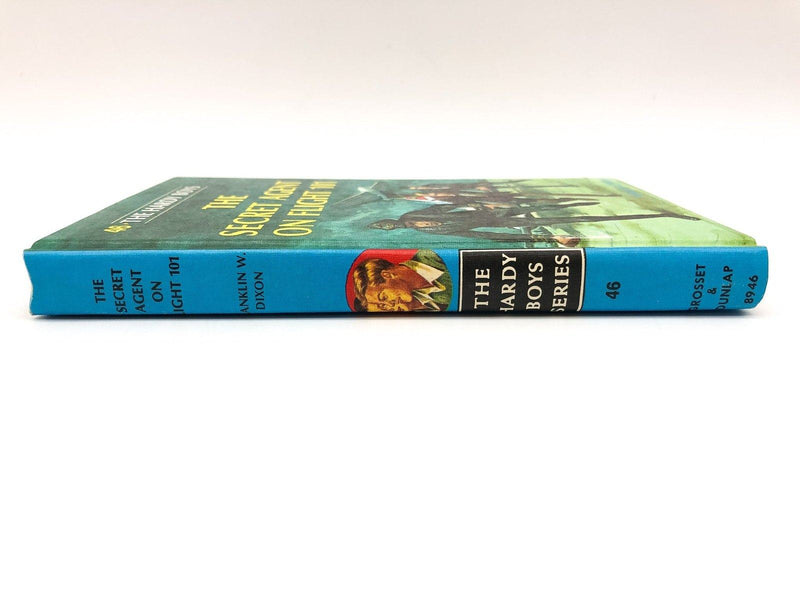 46 THE HARDY BOYS
THE
SECRET AGENT
ON FLIGHT 101
THE
SECRET
AGENT
ON
IGHT 101
ANKLIN W.
DIXON
THE
HARDY
BOYS
SERIES
46
GROSSET
&
DUNLAP
8946